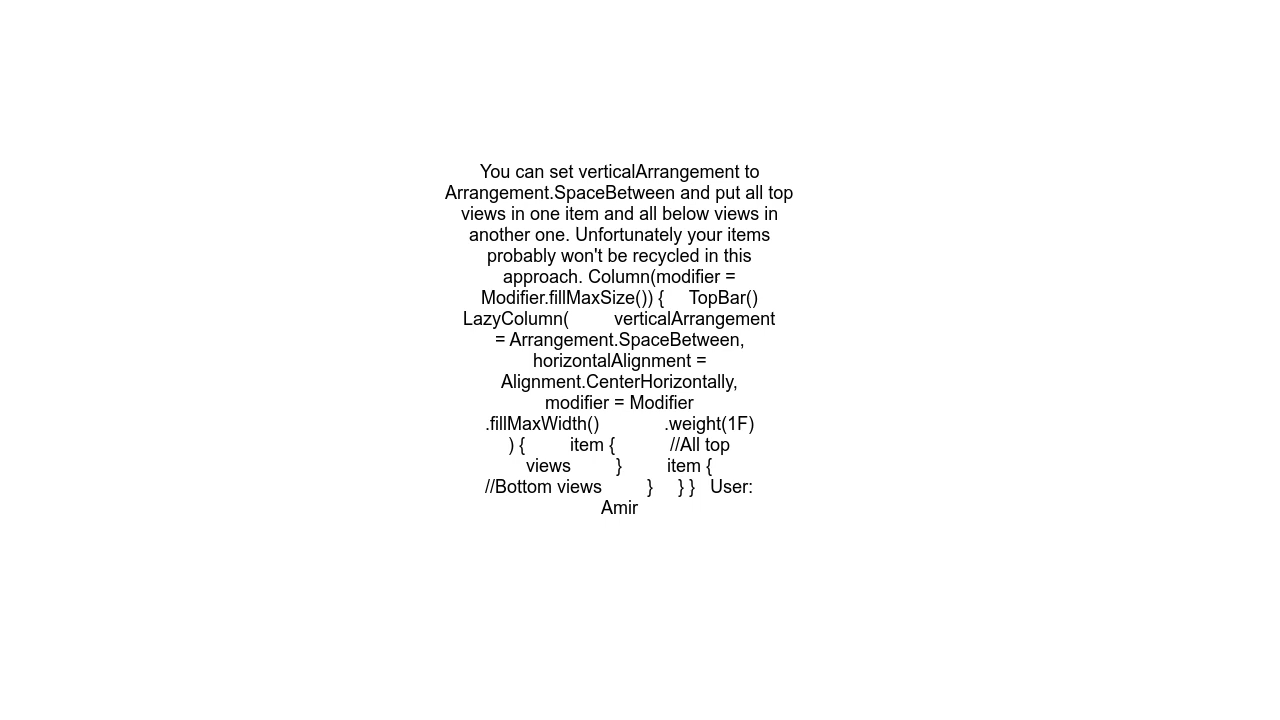 You can set verticalArrangement to
Arrangement.SpaceBetween and put all top
views in one item and all below views in
another one. Unfortunately your items
probably won't be recycled in this
approach. Column(modifier =
Modifier.fillMaxSize()) {     TopBar()
LazyColumn(         verticalArrangement
= Arrangement.SpaceBetween,
horizontalAlignment =
Alignment.CenterHorizontally,
modifier = Modifier
.fillMaxWidth()             .weight(1F)
) {         item {           //All top
views         }         item {
//Bottom views         }     } }   User:
Amir